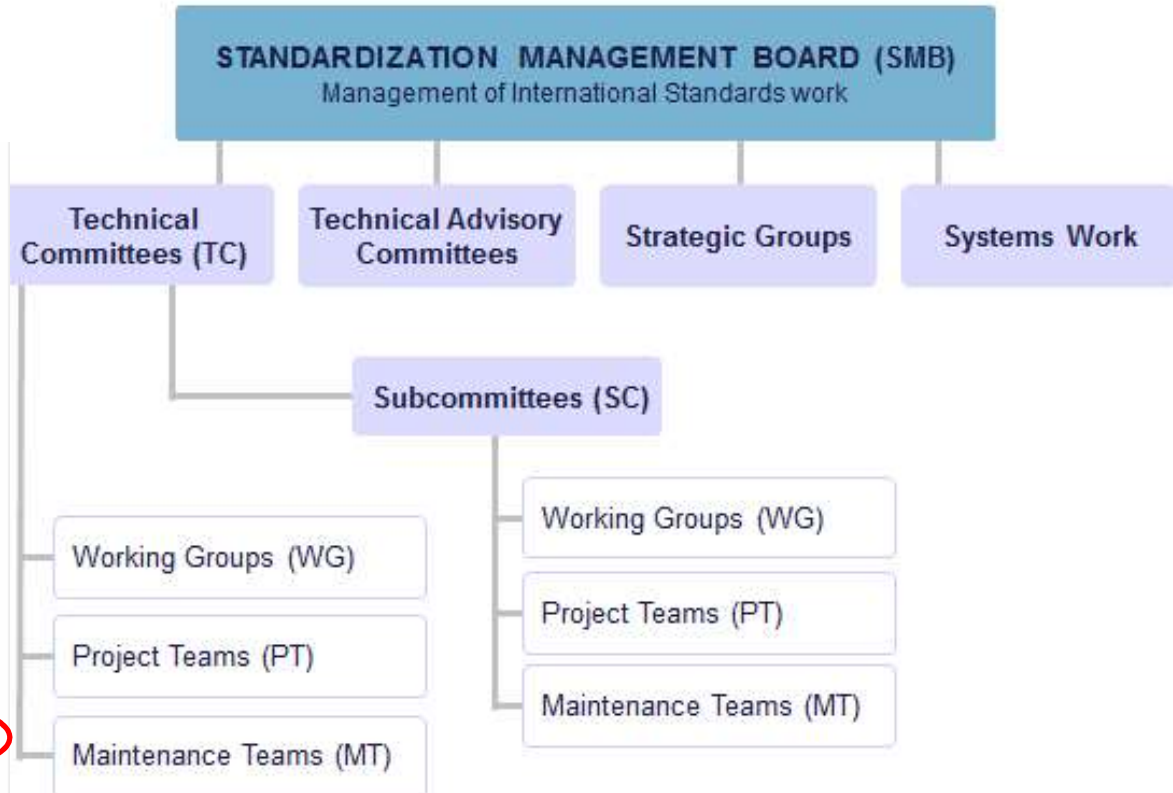 STANDARDIZATION MANAGEMENT BOARD (SMB)
Management of International Standards work
Technical
Committees (TC)
Technical Advisory
Committees
Strategic Groups
Systems Work
Subcommittees (SC)
Working Groups (WG)
Project Teams (PT)
Maintenance Teams (MT)
Working Groups (WG)
Project Teams (PT)
Maintenance Teams (MT)